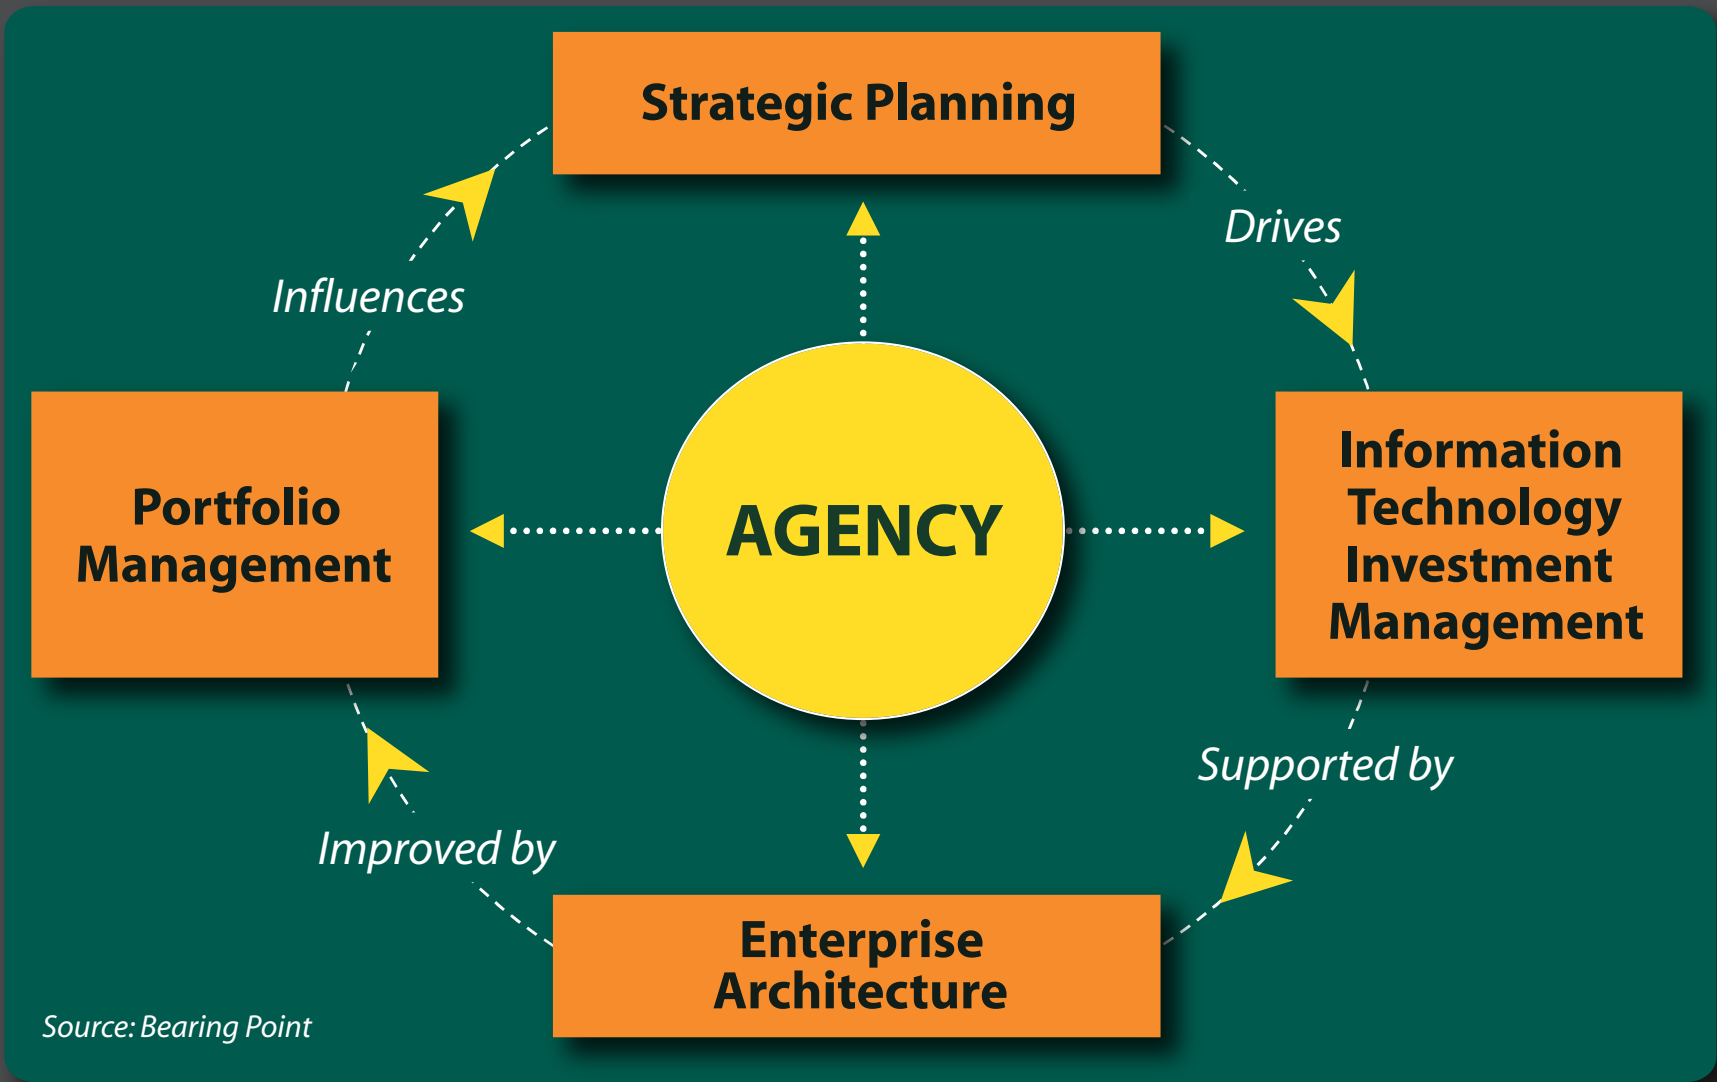 Strategic Planning
Drives
Influences
Information
Technology
Investment
Management
Portfolio
Management
AGENCY
Supported by
Improved by
Enterprise
Architecture
Source: Bearing Point